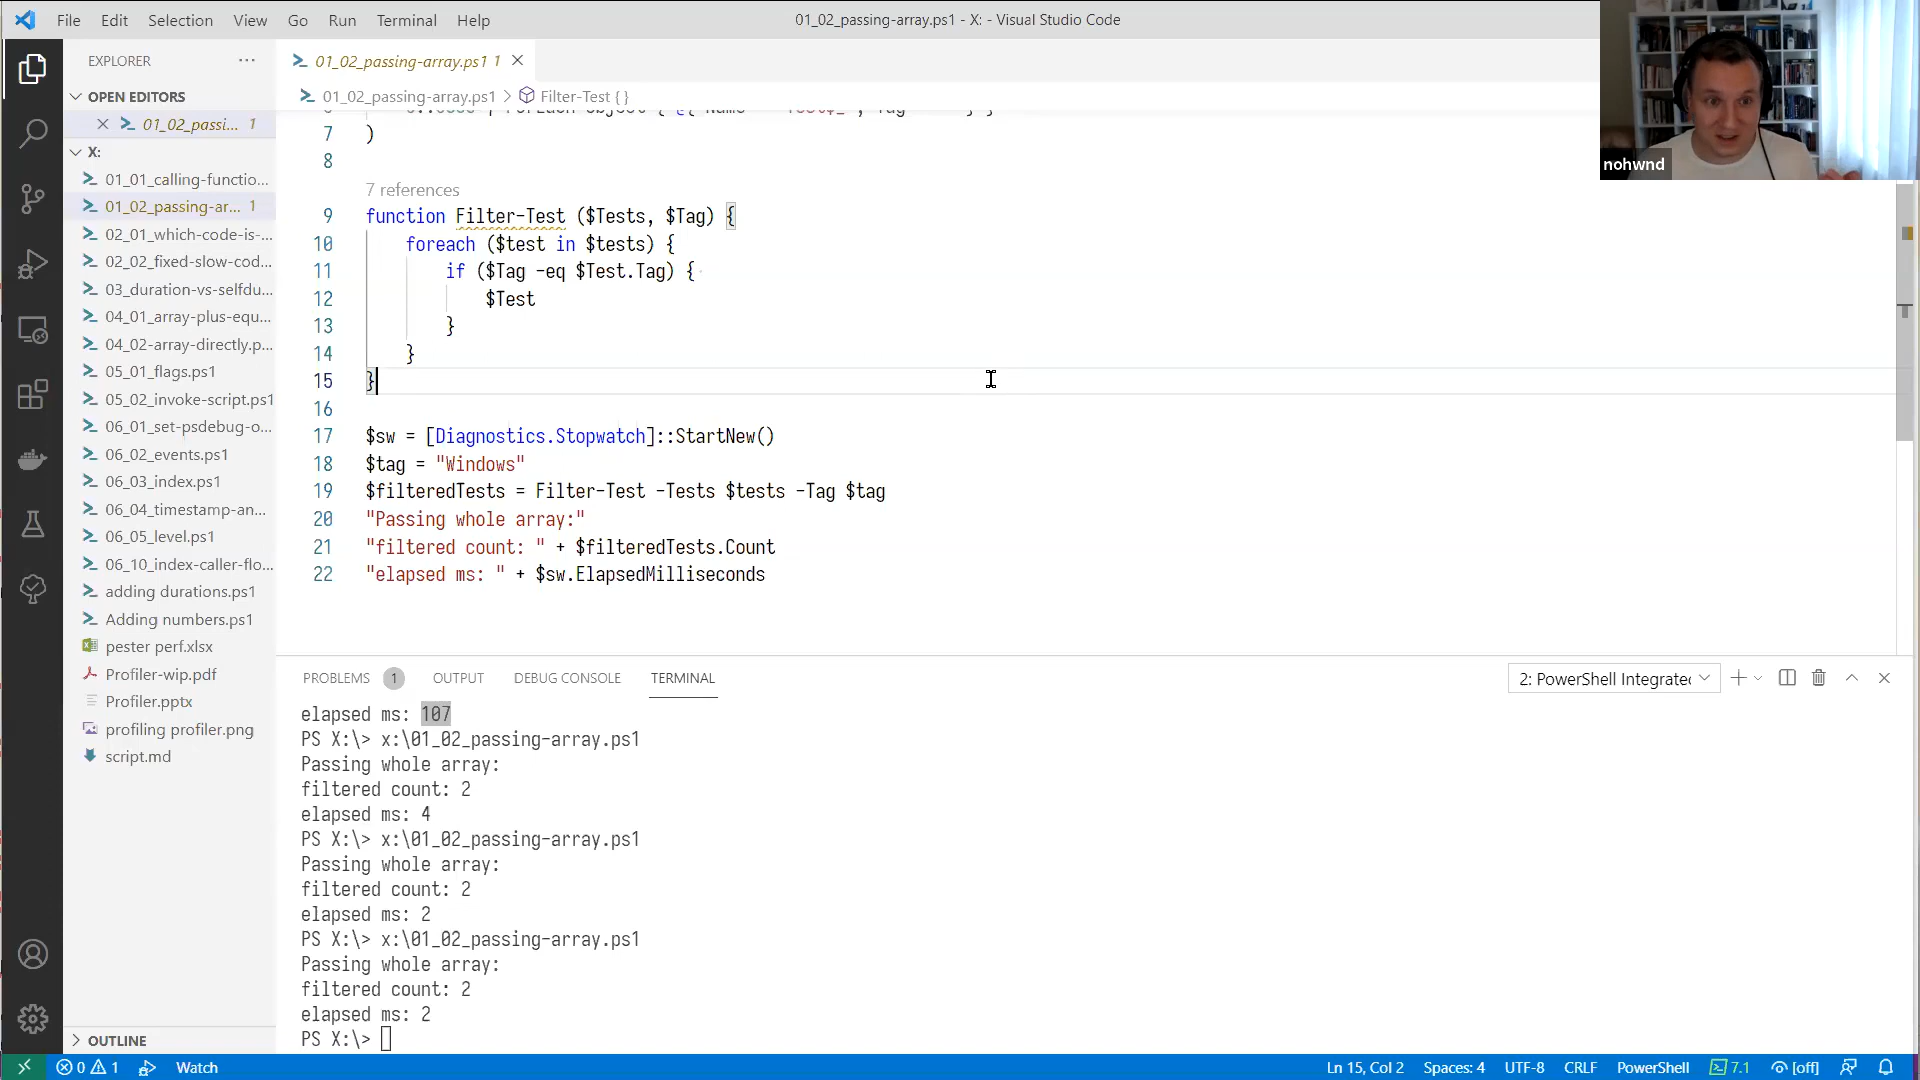 File Edit Selection View Go Run Terminal Help
01_02_passing-array.ps1 - X: - Visual Studio Code
nohwnd
EXPLORER
OPEN EDITORS
01_02_passi... 1
X:
01_01_calling-functio...
01_02_passing-ar... 1
02_01_which-code-is-...
02_02_fixed-slow-cod...
03_duration-vs-selfdu...
04_01_array-plus-equ...
04_02-array-directly.p...
05_01_flags.ps1
05_02_invoke-script.ps1
06_01_set-psdebug-o...
06_02_events.ps1
06_03_index.ps1
06_04_timestamp-an...
06_05_level.ps1
06_10_index-caller-flo...
adding durations.ps1
Adding numbers.ps1
pester perf.xlsx
Profiler-wip.pdf
Profiler.pptx
profiling profiler.png
script.md
OUTLINE
01_02_passing-array.ps1 1
01_02_passing-array.ps1 > Filter-Test {}
7 )
8
7 references
9 function Filter-Test ($Tests, $Tag) {
10 foreach ($test in $tests) {
11 if ($Tag -eq $Test.Tag) {
12 $Test
13 }
14 }
15 }
16
17 $sw = [Diagnostics.Stopwatch]::StartNew()
18 $tag = "Windows"
19 $filteredTests = Filter-Test -Tests $tests -Tag $tag
20 "Passing whole array:"
21 "filtered count: " + $filteredTests.Count
22 "elapsed ms: " + $sw.ElapsedMilliseconds
PROBLEMS 1 OUTPUT DEBUG CONSOLE TERMINAL
2: PowerShell Integrated
elapsed ms: 107
PS X:\> x:\01_02_passing-array.ps1
Passing whole array:
filtered count: 2
elapsed ms: 4
PS X:\> x:\01_02_passing-array.ps1
Passing whole array:
filtered count: 2
elapsed ms: 2
PS X:\> x:\01_02_passing-array.ps1
Passing whole array:
filtered count: 2
elapsed ms: 2
PS X:\>
0 1 Watch
Ln 15, Col 2 Spaces: 4 UTF-8 CRLF PowerShell 7.1 [off]